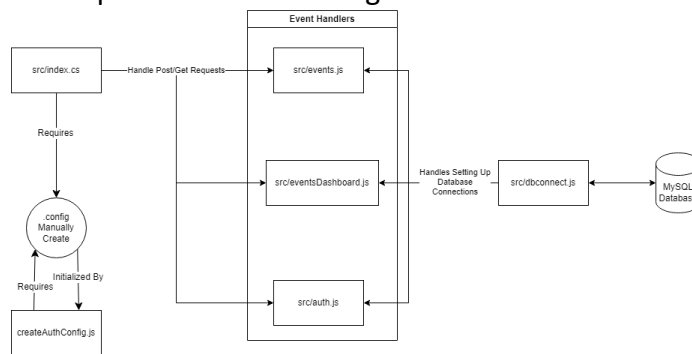 Event Handlers
src/index.cs
Handle Post/Get Requests
src/events.js
Requires
src/eventsDashboard.js
Handles Setting Up
Database
Connections
src/dbconnect.js
MySQL
Database
.config
Manually
Create
Requires
Initialized By
src/auth.js
createAuthConfig.js